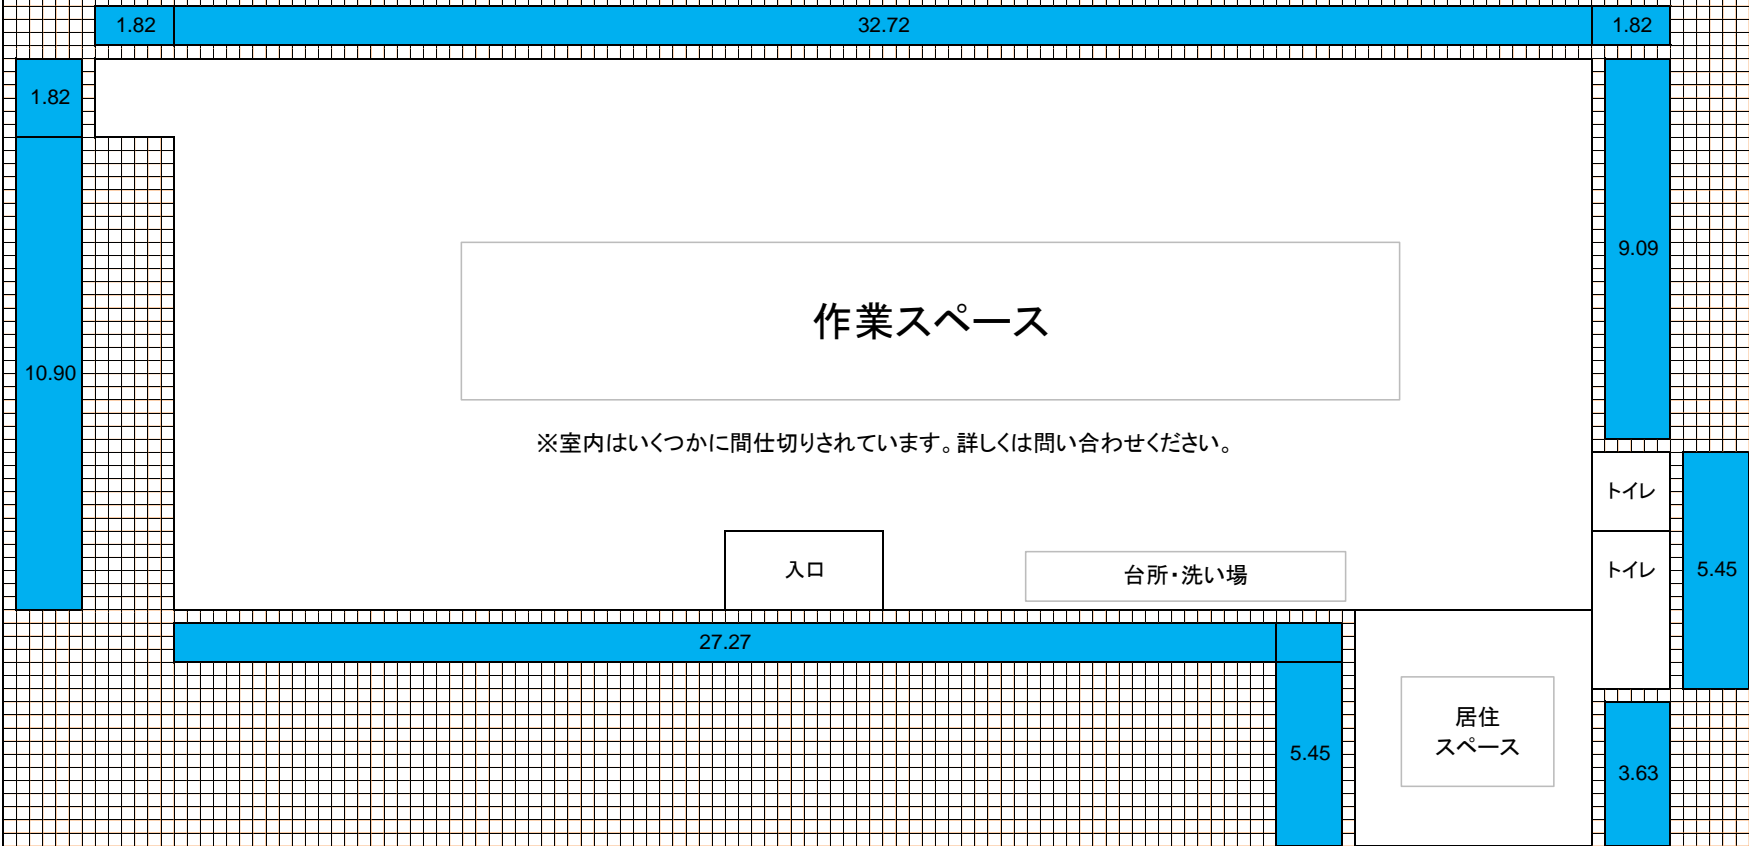 1.82
32.72
1.82
1.82
9.09
作業スペース
10.90
※室内はいくつかに間仕切りされています。詳しくは問い合わせください。
トイレ
入口
台所・洗い場
トイレ
5.45
27.27
居住
スペース
5.45
3.63